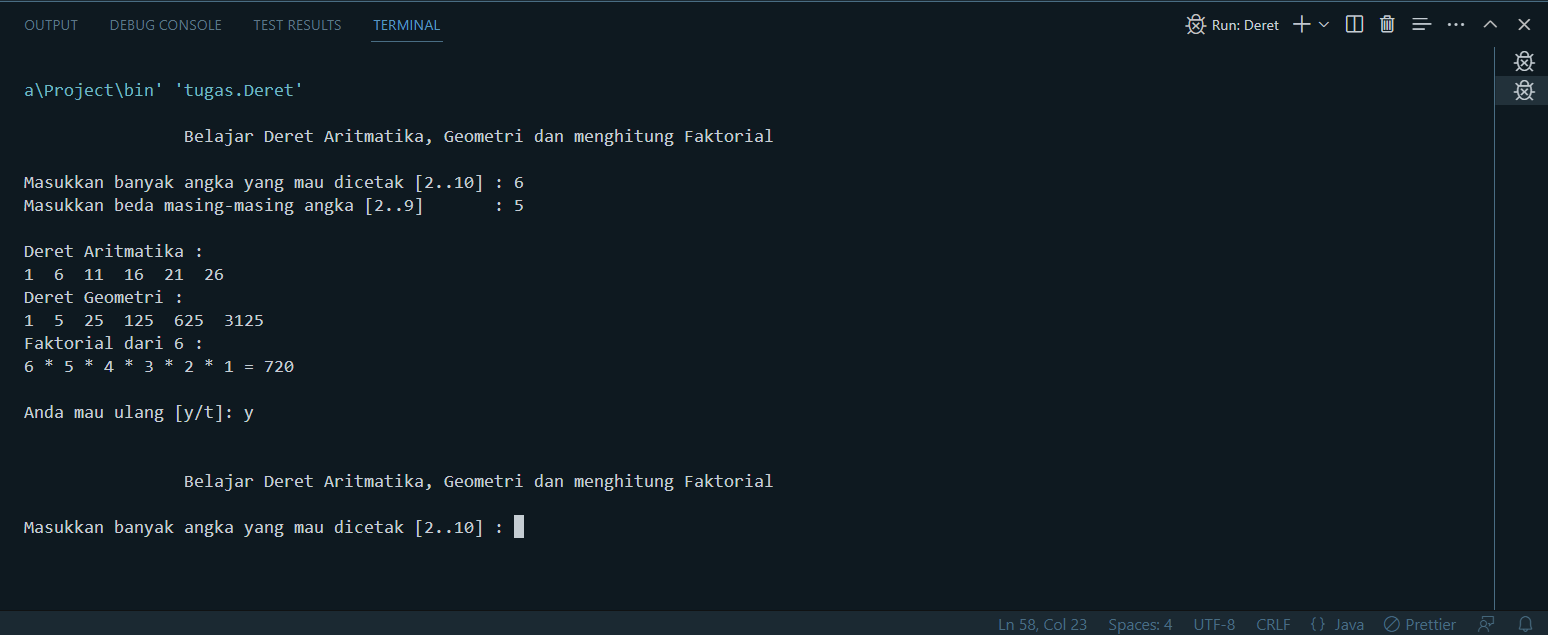 OUTPUT DEBUG CONSOLE TEST RESULTS TERMINAL Run: Deret
a\Project\bin' 'tugas.Deret'
Belajar Deret Aritmatika, Geometri dan menghitung Faktorial
Masukkan banyak angka yang mau dicetak [2..10] : 6
Masukkan beda masing-masing angka [2..9] : 5
Deret Aritmatika :
1 6 11 16 21 26
Deret Geometri :
1 5 25 125 625 3125
Faktorial dari 6 :
6 * 5 * 4 * 3 * 2 * 1 = 720
Anda mau ulang [y/t]: y
Belajar Deret Aritmatika, Geometri dan menghitung Faktorial
Masukkan banyak angka yang mau dicetak [2..10] :
Ln 58, Col 23 Spaces: 4 UTF-8 CRLF {} Java Prettier